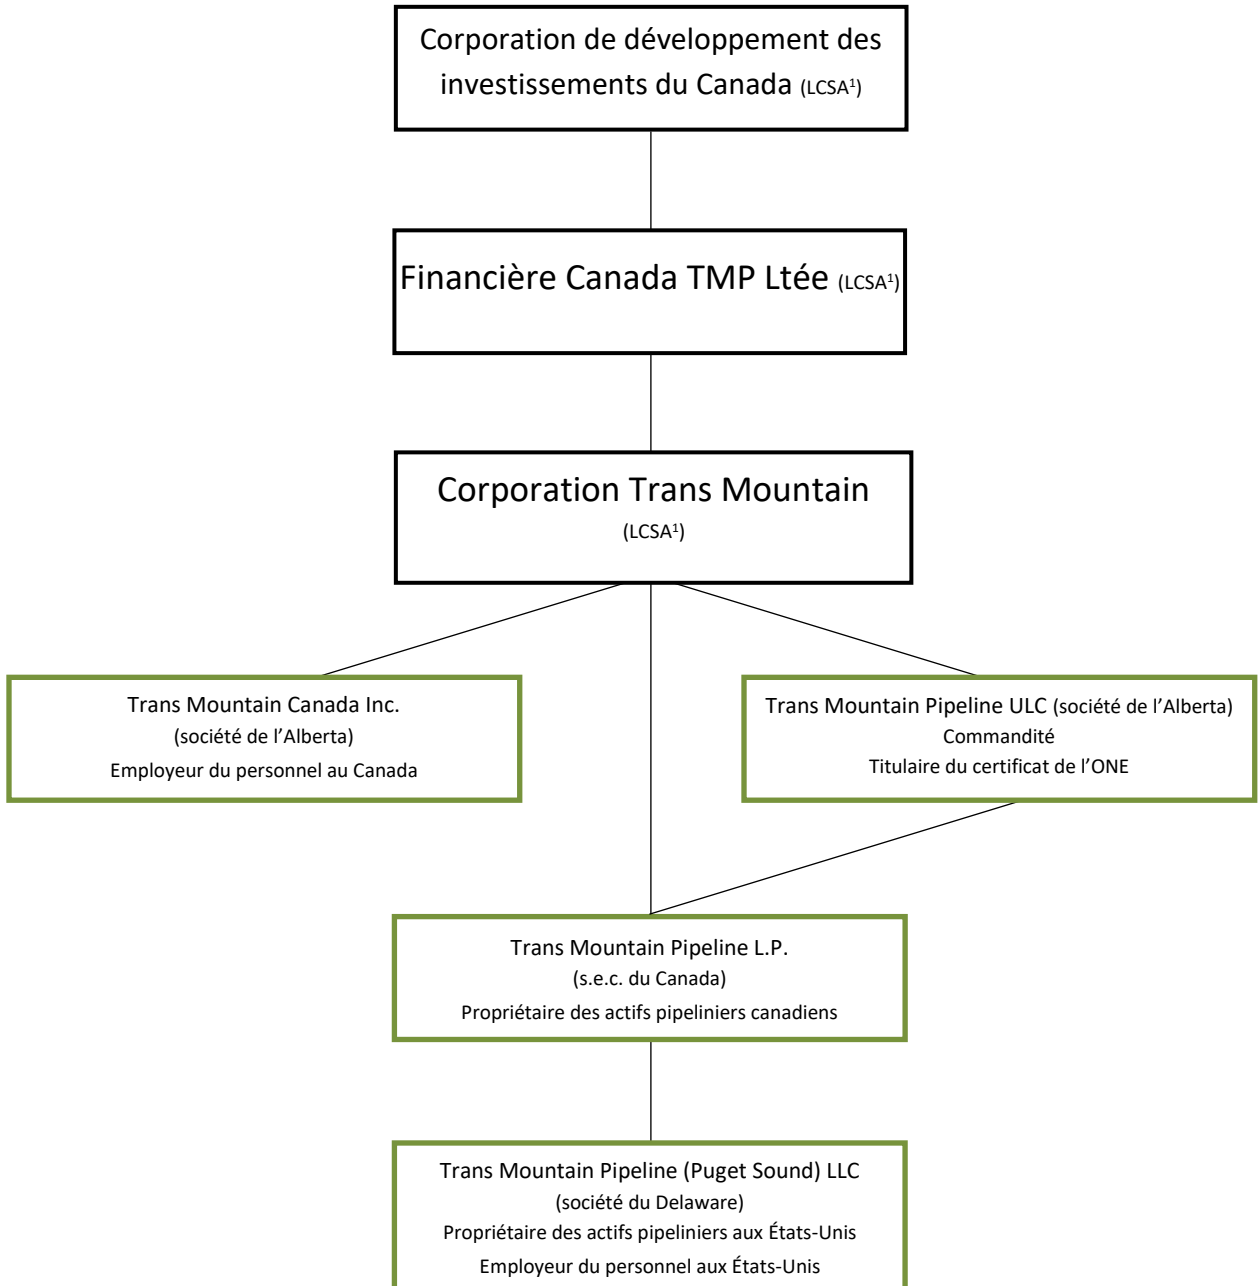 Corporation de développement des
investissements du Canada (LCSA¹)
Financière Canada TMP Ltée (LCSA¹)
Corporation Trans Mountain
(LCSA¹)
Trans Mountain Canada Inc.
(société de l’Alberta)
Employeur du personnel au Canada
Trans Mountain Pipeline ULC (société de l’Alberta)
Commandité
Titulaire du certificat de l’ONE
Trans Mountain Pipeline L.P.
(s.e.c. du Canada)
Propriétaire des actifs pipeliniers canadiens
Trans Mountain Pipeline (Puget Sound) LLC
(société du Delaware)
Propriétaire des actifs pipeliniers aux États-Unis
Employeur du personnel aux États-Unis